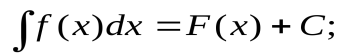 ∫f(x)dx = F(x) + C;